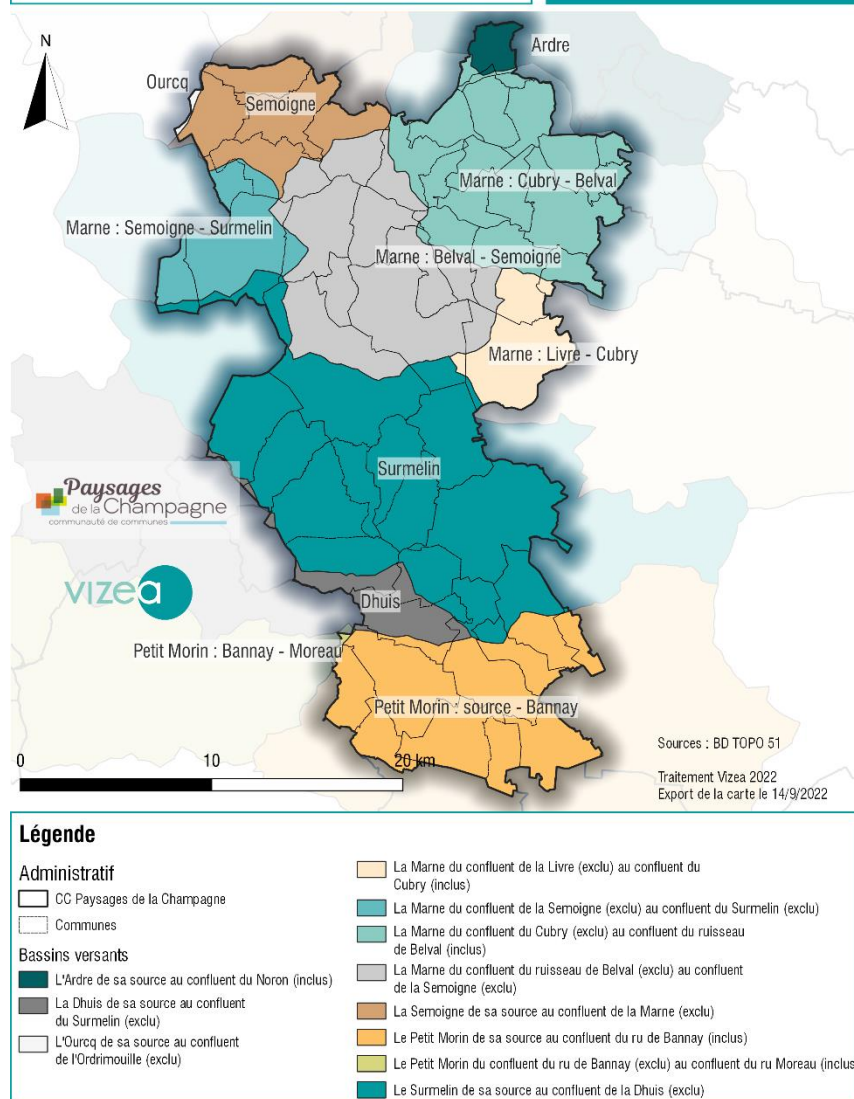 N
Ardre
Ourcq
Semoigne
Marne : Cubry - Belval
Marne : Semoigne - Surmelin
Marne : Belval - Semoigne
Marne : Livre - Cubry
Surmelin
Paysages
de la Champagne
communauté de communes
vizea
Dhuis
Petit Morin : Bannay - Moreau
Petit Morin : source - Bannay
0 10 20 km
Sources : BD TOPO 51
Traitement Vizea 2022
Export de la carte le 14/9/2022
Légende
Administratif
CC Paysages de la Champagne
Communes
Bassins versants
L'Ardre de sa source au confluent du Noron (inclus)
La Dhuis de sa source au confluent
du Surmelin (exclu)
L'Ourcq de sa source au confluent
de l'Ordrimouille (exclu)
La Marne du confluent de la Livre (exclu) au confluent du
Cubry (inclus)
La Marne du confluent de la Semoigne (exclu) au confluent du Surmelin (exclu)
La Marne du confluent du Cubry (exclu) au confluent du ruisseau
de Belval (inclus)
La Marne du confluent du ruisseau de Belval (exclu) au confluent
de la Semoigne (exclu)
La Semoigne de sa source au confluent de la Marne (exclu)
Le Petit Morin de sa source au confluent du ru de Bannay (inclus)
Le Petit Morin du confluent du ru de Bannay (exclu) au confluent du ru Moreau (inclus
Le Surmelin de sa source au confluent de la Dhuis (exclu)